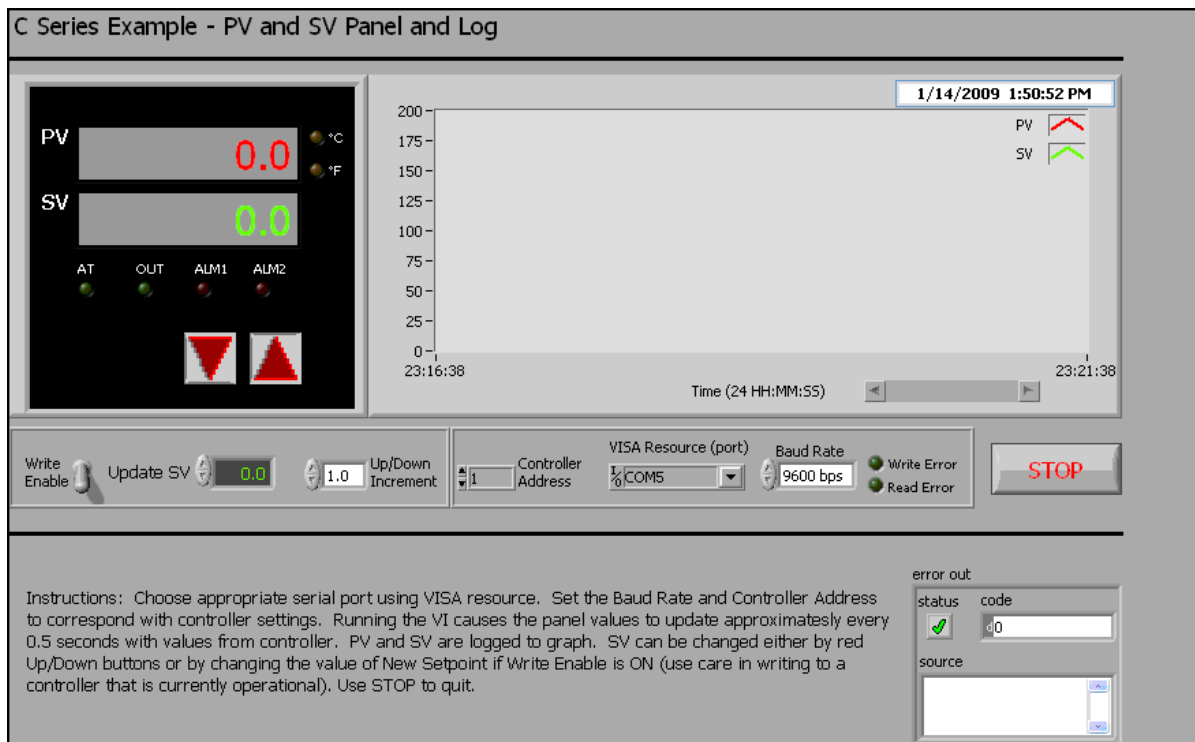 C Series Example - PV and SV Panel and Log
1/14/2009 1:50:52 PM
PV
0.0
°C
°F
SV
0.0
AT OUT ALM1 ALM2
200
175
150
125
100
75
50
25
0
23:16:38
23:21:38
Time (24 HH:MM:SS)
PV
SV
Write
Enable
Update SV
0.0
1.0
Up/Down
Increment
1
Controller
Address
VISA Resource (port)
COM5
Baud Rate
9600 bps
Write Error
Read Error
STOP
Instructions: Choose appropriate serial port using VISA resource. Set the Baud Rate and Controller Address
to correspond with controller settings. Running the VI causes the panel values to update approximatesly every
0.5 seconds with values from controller. PV and SV are logged to graph. SV can be changed either by red
Up/Down buttons or by changing the value of New Setpoint if Write Enable is ON (use care in writing to a
controller that is currently operational). Use STOP to quit.
error out
status code
d0
source